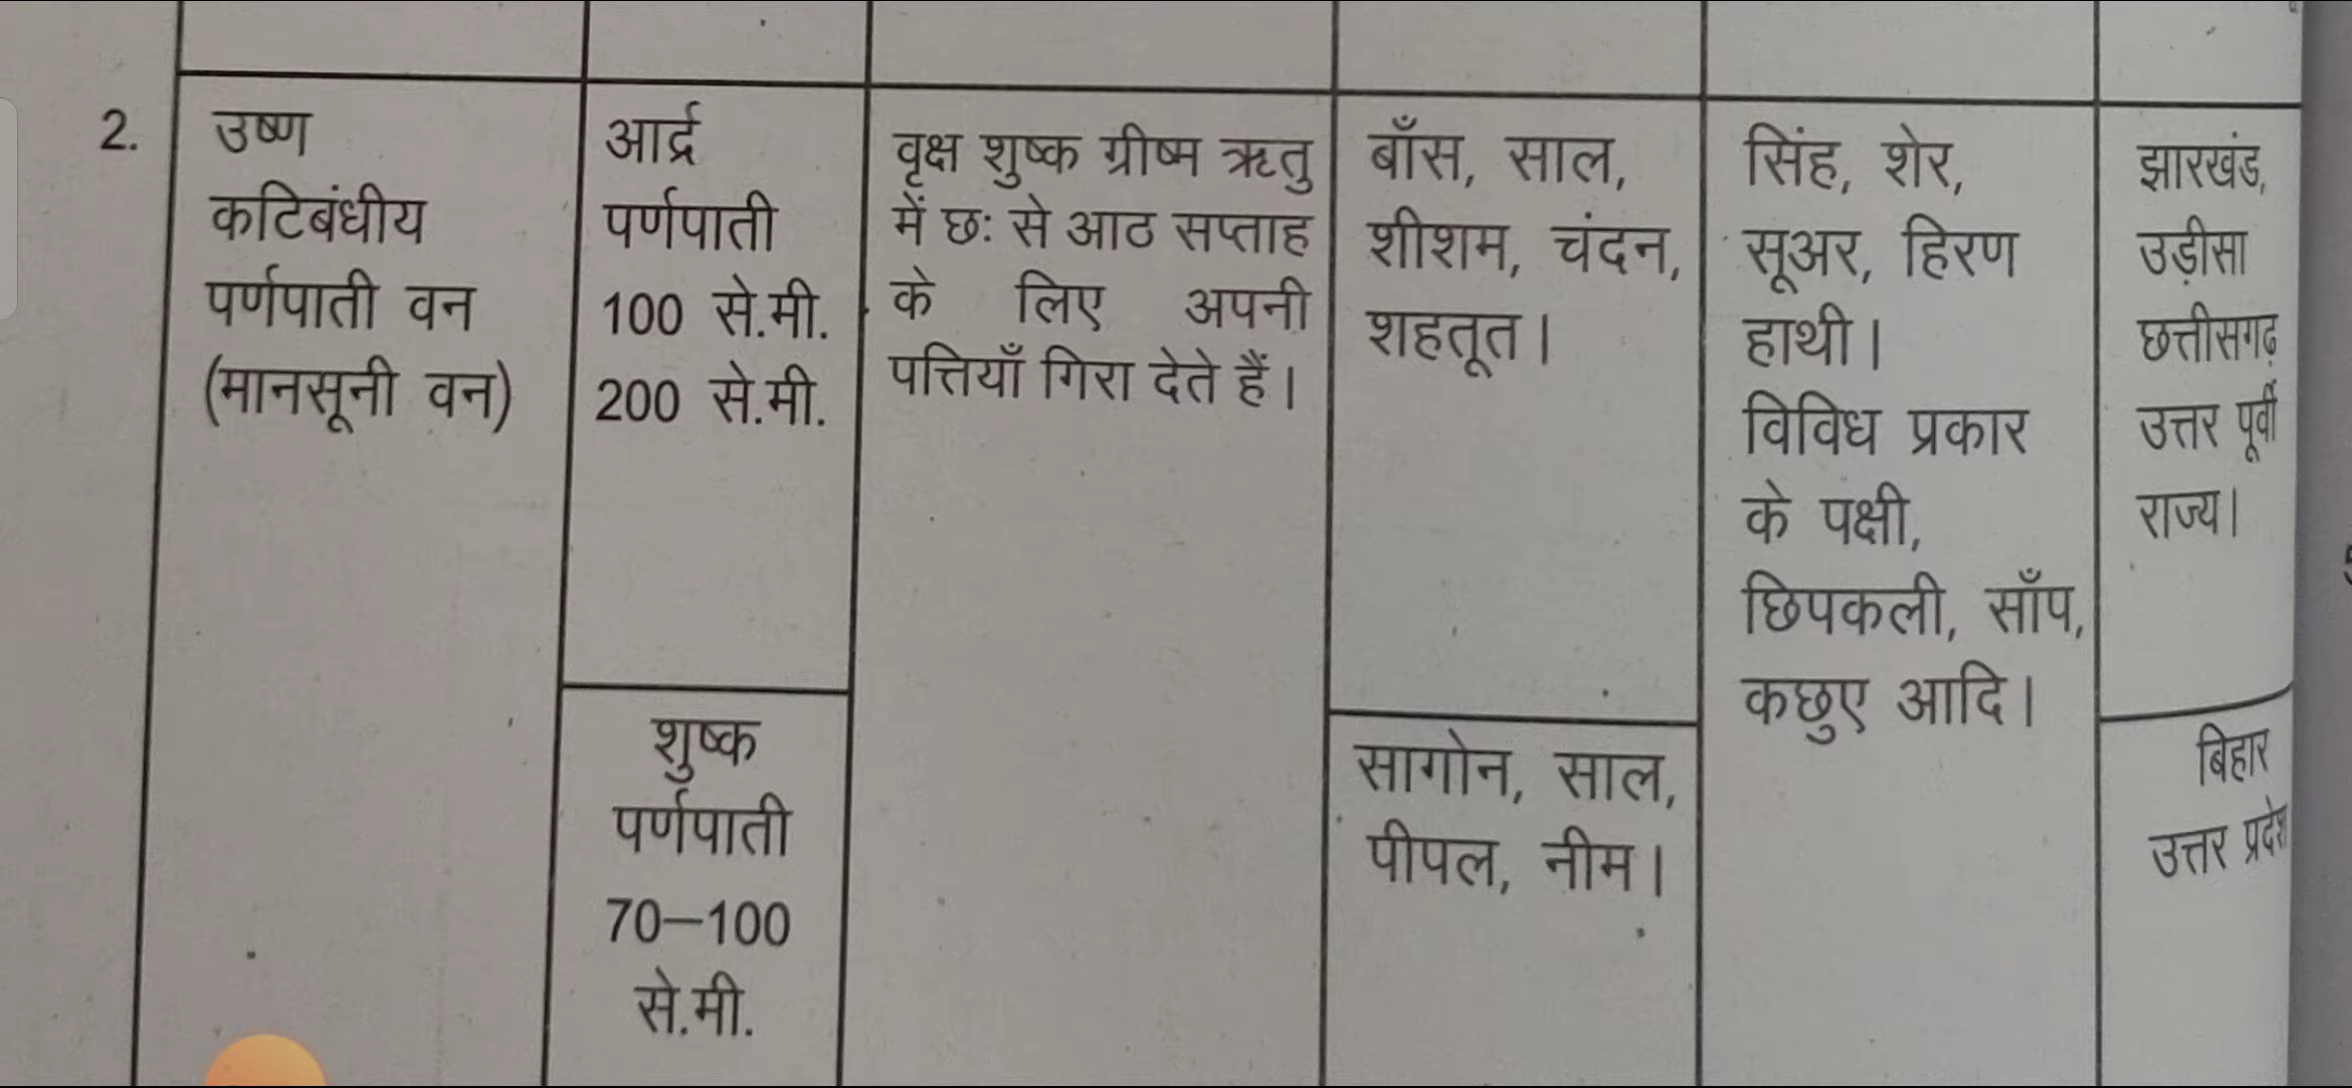 2.
उष्ण
कटिबंधीय
पर्णपाती वन
(मानसूनी वन)
आर्द्र
पर्णपाती
100 से.मी.
200 से.मी.
शुष्क
पर्णपाती
70–100
से.मी.
वृक्ष शुष्क ग्रीष्म ऋतु
में छः से आठ सप्ताह
के लिए अपनी
पत्तियाँ गिरा देते हैं।
बाँस, साल,
शीशम, चंदन,
शहतूत।
सागोन, साल,
पीपल, नीम।
सिंह, शेर,
सूअर, हिरण
हाथी।
विविध प्रकार
के पक्षी,
छिपकली, साँप,
कछुए आदि।
झारखंड,
उड़ीसा
छत्तीसगढ़
उत्तर पूर्वी
राज्य।
बिहार
उत्तर प्रदेश